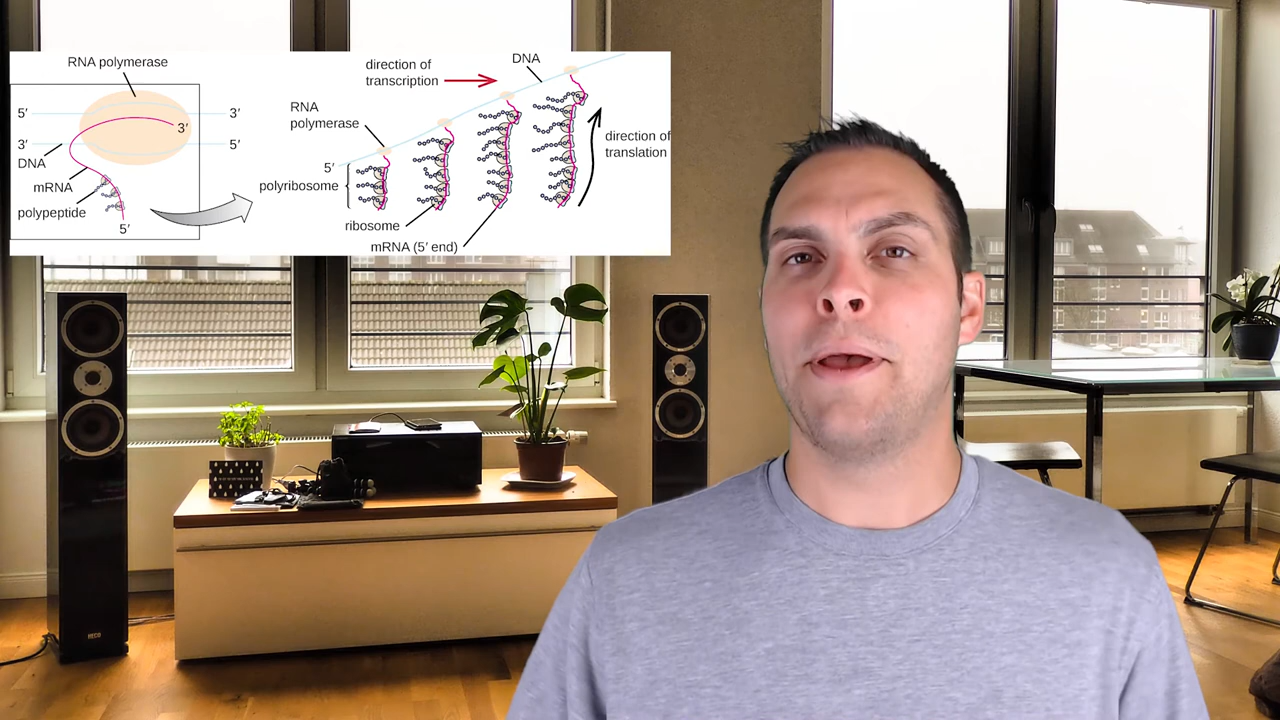 RNA polymerase
5′
3′
3′
3′
5′
DNA
mRNA
polypeptide
5′
direction of
transcription
DNA
RNA
polymerase
5′
polyribosome
ribosome
mRNA (5′ end)
direction of
translation